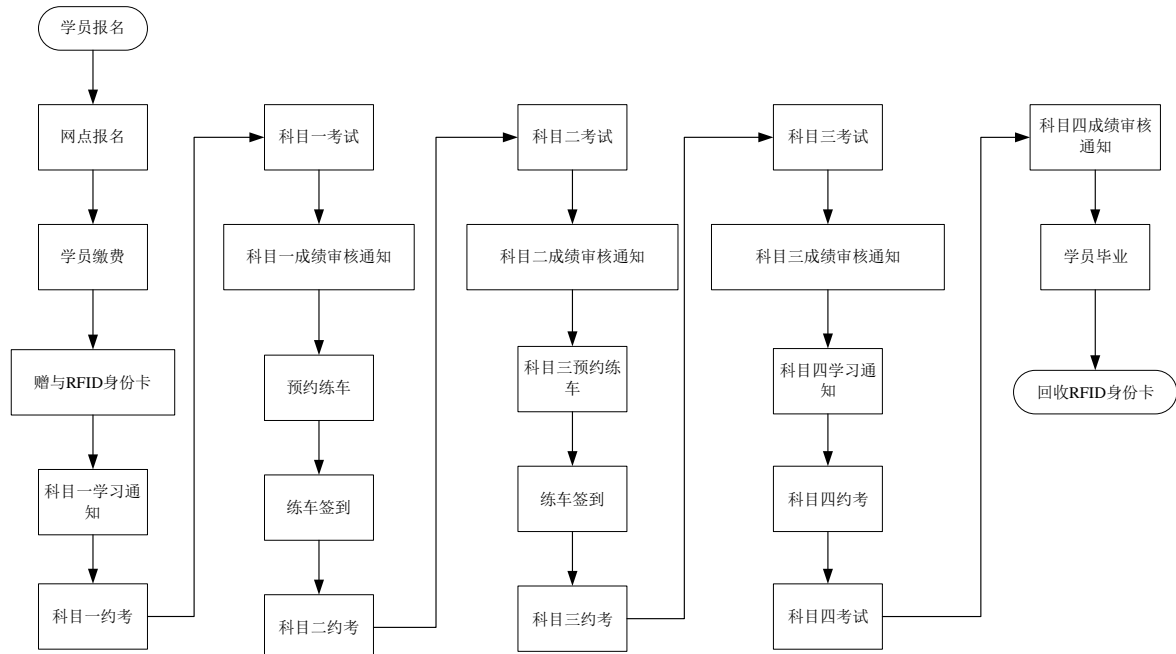 学员报名
网点报名
学员缴费
赠与RFID身份卡
科目一学习通
知
科目一约考
科目一考试
科目一成绩审核通知
预约练车
练车签到
科目二约考
科目二考试
科目二成绩审核通知
科目三预约练
车
练车签到
科目三约考
科目三考试
科目三成绩审核通知
科目四学习通
知
科目四约考
科目四考试
科目四成绩审核
通知
学员毕业
回收RFID身份卡